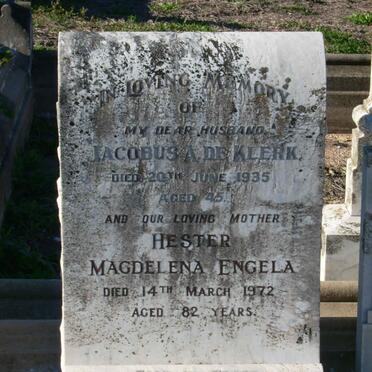 IN LOVING MEMORY
OF
MY DEAR HUSBAND
JACOBUS A. DE KLERK.
DIED 20TH JUNE 1935
AGED 45.
AND OUR LOVING MOTHER
HESTER
MAGDELENA ENGELA
DIED 14TH MARCH 1972
AGED 82 YEARS.